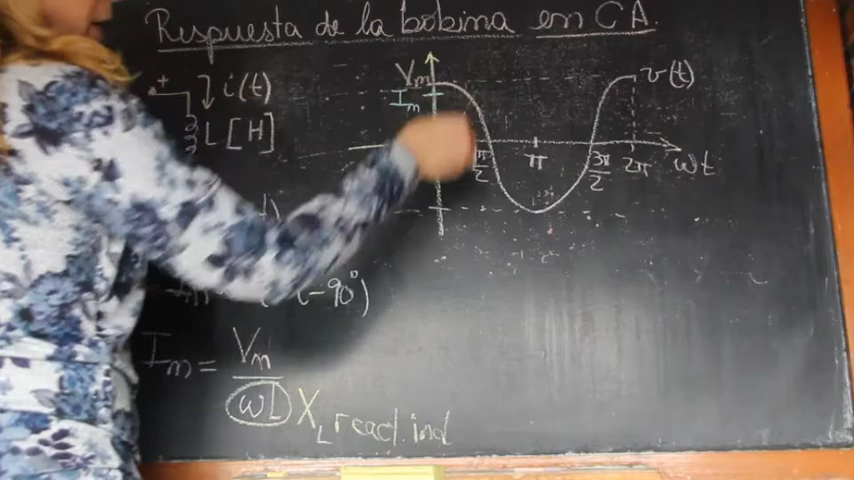 Respuesta de la bobina en CA.
+ i(t)
L [H]
Vm
Im
v(t)
π/2 π 3π/2 2π ωt
-90°)
Im = Vm/ωL XL react. ind